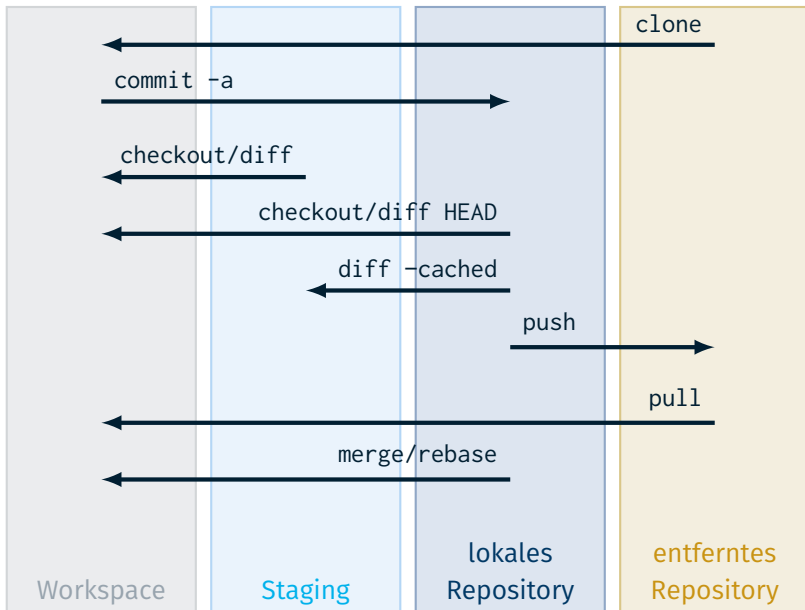 clone
commit -a
checkout/diff
checkout/diff HEAD
diff -cached
push
pull
merge/rebase
Workspace
Staging
lokales
Repository
entferntes
Repository